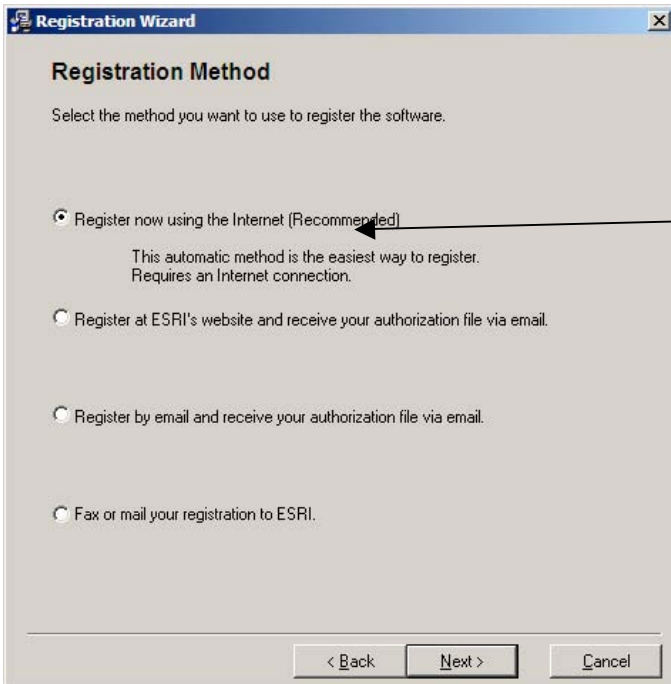 Registration Wizard
Registration Method
Select the method you want to use to register the software.
Register now using the Internet (Recommended)
This automatic method is the easiest way to register.
Requires an Internet connection.
Register at ESRI's website and receive your authorization file via email.
Register by email and receive your authorization file via email.
Fax or mail your registration to ESRI.
< Back
Next >
Cancel